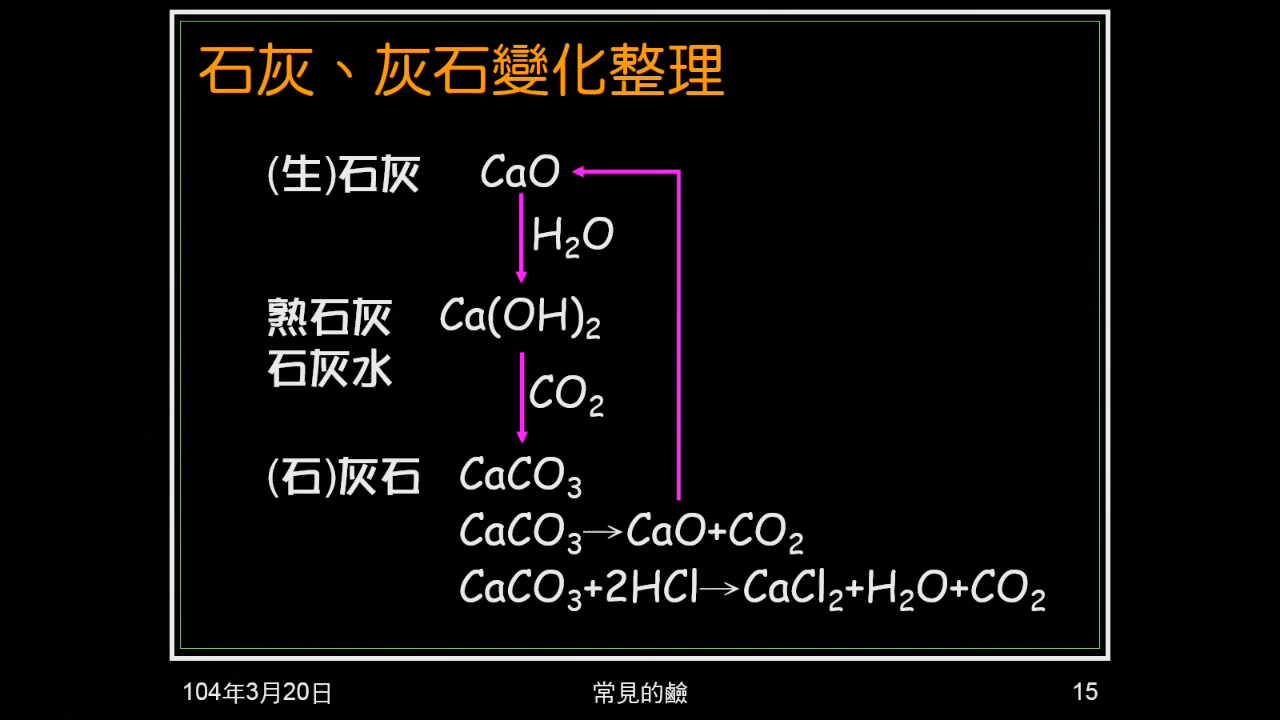 石灰、灰石變化整理
(生)石灰 CaO
H₂O
熟石灰 Ca(OH)₂
石灰水
CO₂
(石)灰石 CaCO₃
CaCO₃→CaO+CO₂
CaCO₃+2HCl→CaCl₂+H₂O+CO₂
104年3月20日 常見的鹼 15